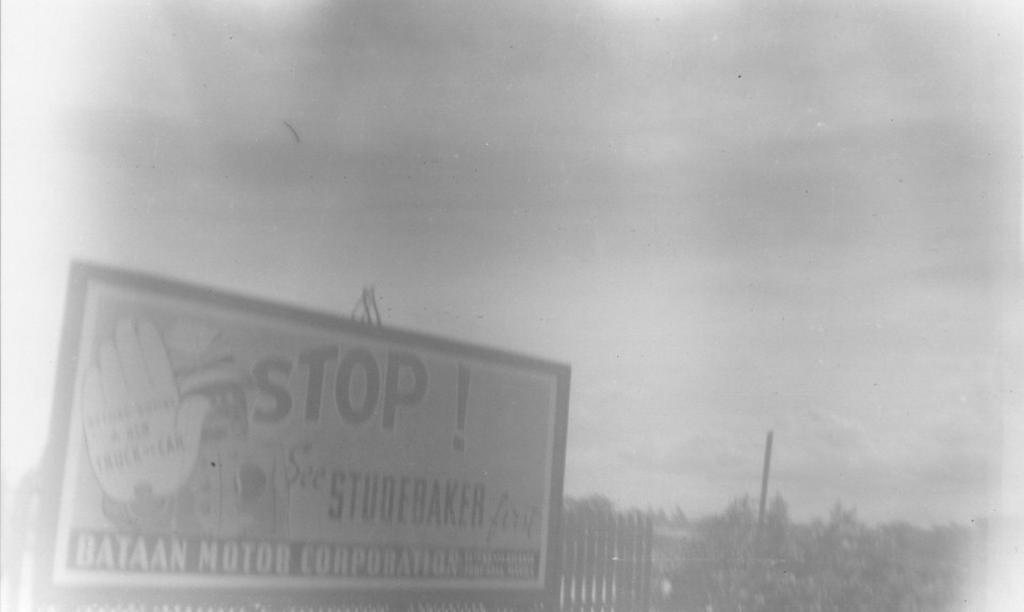 STOP!
BEFORE BUYING
A NEW
TRUCK or CAR
See STUDEBAKER first
BATAAN MOTOR CORPORATION